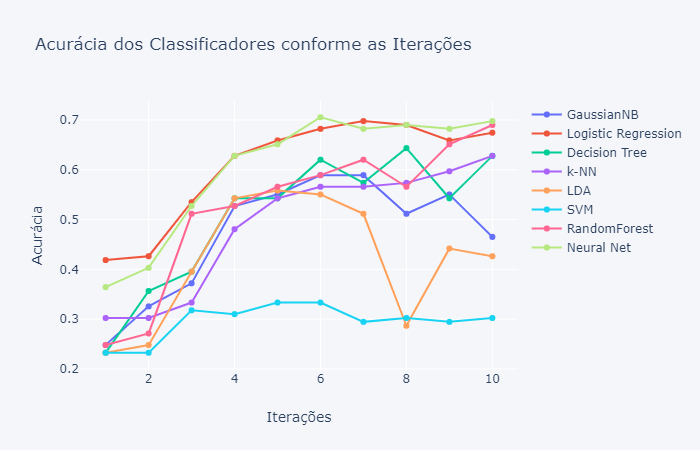 Acurácia dos Classificadores conforme as Iterações
Acurácia
0.7
0.6
0.5
0.4
0.3
0.2
2
4
6
8
10
Iterações
GaussianNB
Logistic Regression
Decision Tree
k-NN
LDA
SVM
RandomForest
Neural Net